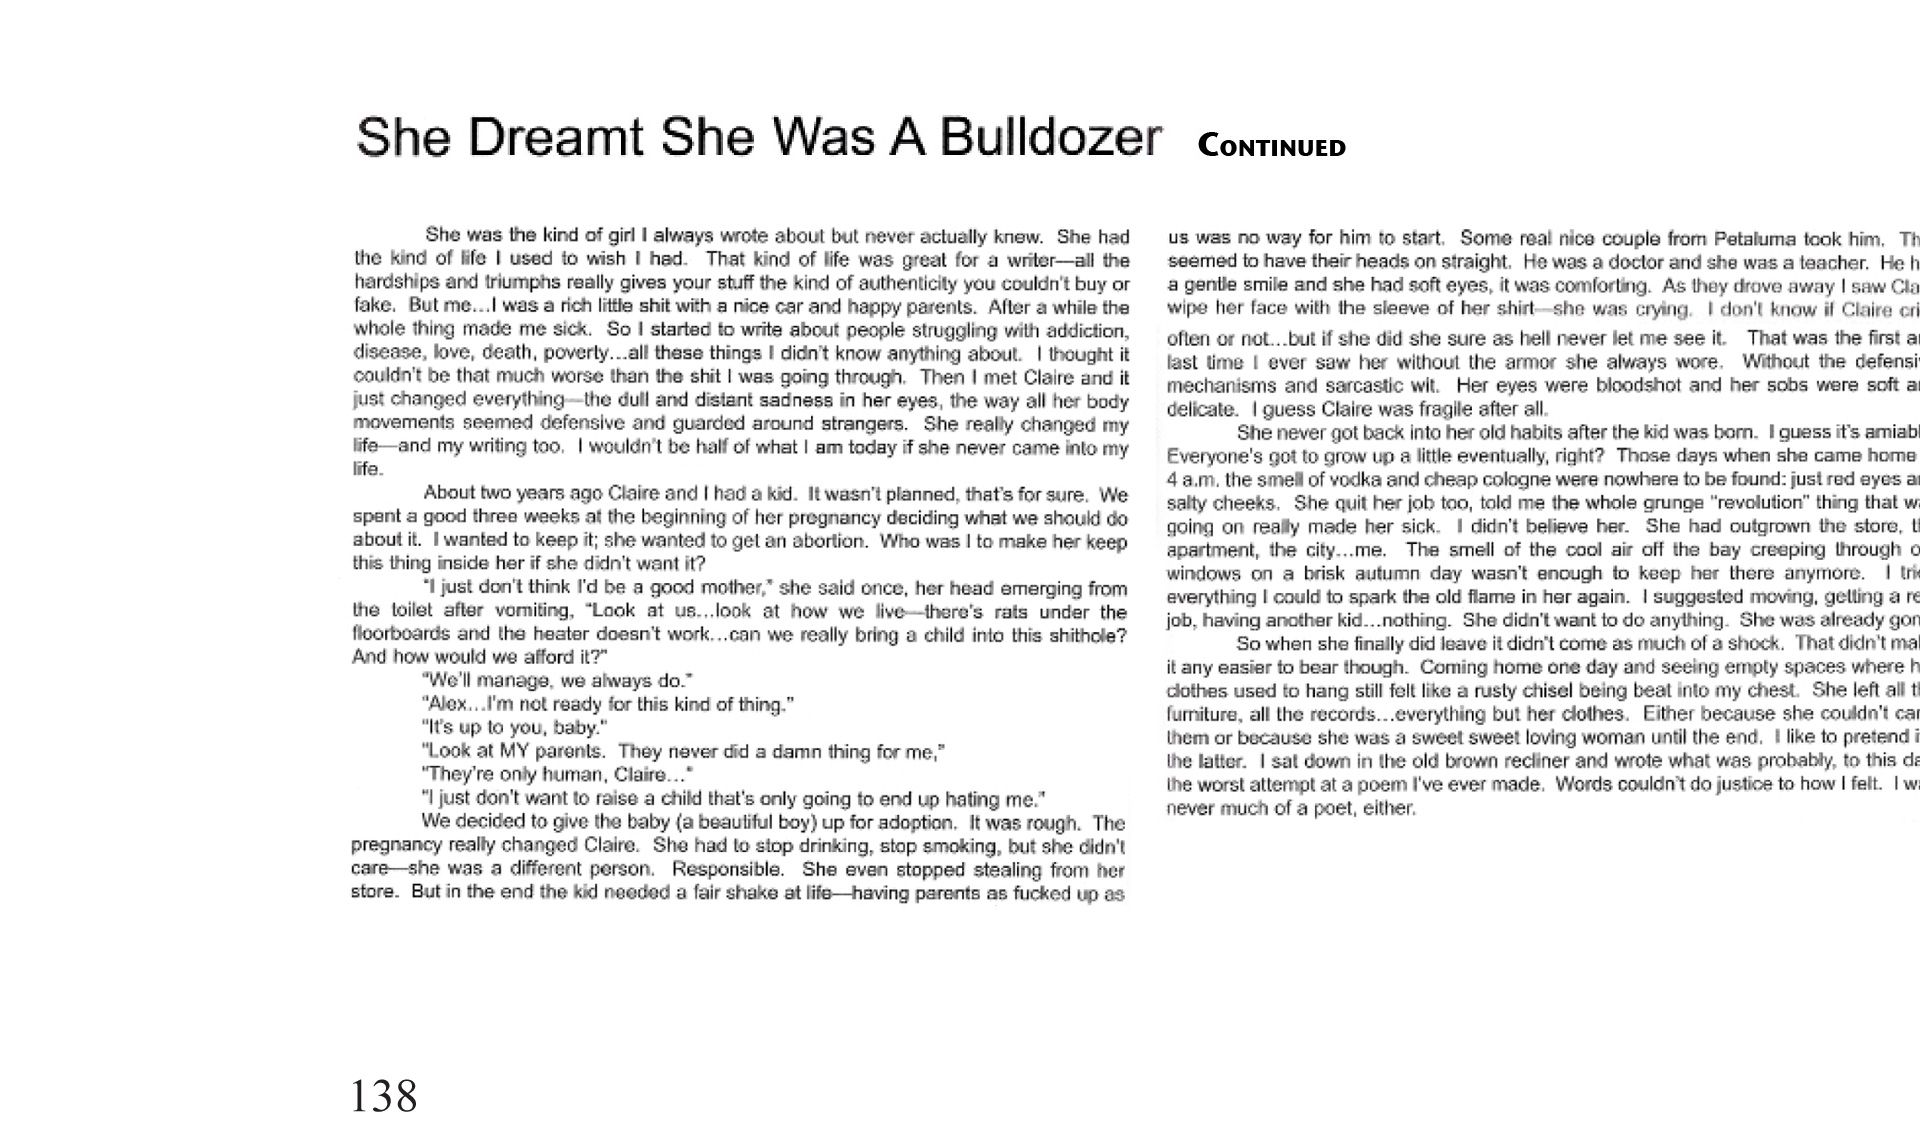 She Dreamt She Was A Bulldozer CONTINUED
She was the kind of girl I always wrote about but never actually knew. She had
the kind of life I used to wish I had. That kind of life was great for a writer—all the
hardships and triumphs really gives your stuff the kind of authenticity you couldn't buy or
fake. But me...I was a rich little shit with a nice car and happy parents. After a while the
whole thing made me sick. So I started to write about people struggling with addiction,
disease, love, death, poverty...all these things I didn't know anything about. I thought it
couldn't be that much worse than the shit I was going through. Then I met Claire and it
just changed everything—the dull and distant sadness in her eyes, the way all her body
movements seemed defensive and guarded around strangers. She really changed my
life—and my writing too. I wouldn't be half of what I am today if she never came into my
life.
About two years ago Claire and I had a kid. It wasn't planned, that's for sure. We
spent a good three weeks at the beginning of her pregnancy deciding what we should do
about it. I wanted to keep it; she wanted to get an abortion. Who was I to make her keep
this thing inside her if she didn't want it?
"I just don't think I'd be a good mother," she said once, her head emerging from
the toilet after vomiting, "Look at us...look at how we live—there's rats under the
floorboards and the heater doesn't work...can we really bring a child into this shithole?
And how would we afford it?"
"We'll manage, we always do."
"Alex...I'm not ready for this kind of thing."
"It's up to you, baby."
"Look at MY parents. They never did a damn thing for me,"
"They're only human, Claire..."
"I just don't want to raise a child that's only going to end up hating me."
We decided to give the baby (a beautiful boy) up for adoption. It was rough. The
pregnancy really changed Claire. She had to stop drinking, stop smoking, but she didn't
care—she was a different person. Responsible. She even stopped stealing from her
store. But in the end the kid needed a fair shake at life—having parents as fucked up as
us was no way for him to start. Some real nice couple from Petaluma took him. Th
seemed to have their heads on straight. He was a doctor and she was a teacher. He h
a gentle smile and she had soft eyes, it was comforting. As they drove away I saw Cla
wipe her face with the sleeve of her shirt—she was crying. I don't know if Claire cri
often or not...but if she did she sure as hell never let me see it. That was the first a
last time I ever saw her without the armor she always wore. Without the defensiv
mechanisms and sarcastic wit. Her eyes were bloodshot and her sobs were soft a
delicate. I guess Claire was fragile after all.
She never got back into her old habits after the kid was born. I guess it's amiabl
Everyone's got to grow up a little eventually, right? Those days when she came home
4 a.m. the smell of vodka and cheap cologne were nowhere to be found: just red eyes a
salty cheeks. She quit her job too, told me the whole grunge "revolution" thing that wa
going on really made her sick. I didn't believe her. She had outgrown the store, th
apartment, the city...me. The smell of the cool air off the bay creeping through o
windows on a brisk autumn day wasn't enough to keep her there anymore. I trie
everything I could to spark the old flame in her again. I suggested moving, getting a re
job, having another kid...nothing. She didn't want to do anything. She was already gon
So when she finally did leave it didn't come as much of a shock. That didn't mak
it any easier to bear though. Coming home one day and seeing empty spaces where h
clothes used to hang still felt like a rusty chisel being beat into my chest. She left all th
furniture, all the records...everything but her clothes. Either because she couldn't car
them or because she was a sweet sweet loving woman until the end. I like to pretend i
the latter. I sat down in the old brown recliner and wrote what was probably, to this da
the worst attempt at a poem I've ever made. Words couldn't do justice to how I felt. I wa
never much of a poet, either.
138